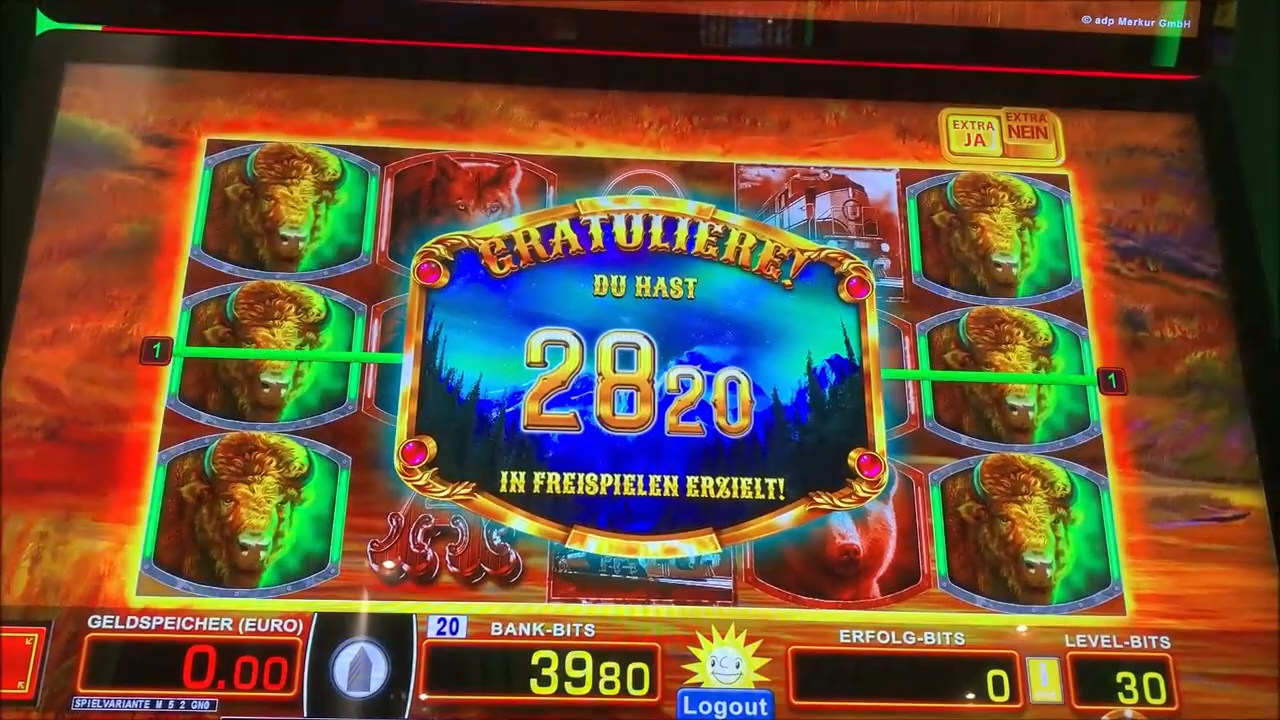 © adp Merkur GmbH
EXTRA JA
EXTRA NEIN
GRATULIERE!
DU HAST
2820
IN FREISPIELEN ERZIELT!
1
1
GELDSPEICHER (EURO)
0.00
SPIELVARIANTE M 5 2 GN0
20 BANK-BITS
3980
Logout
ERFOLG-BITS
0
LEVEL-BITS
30